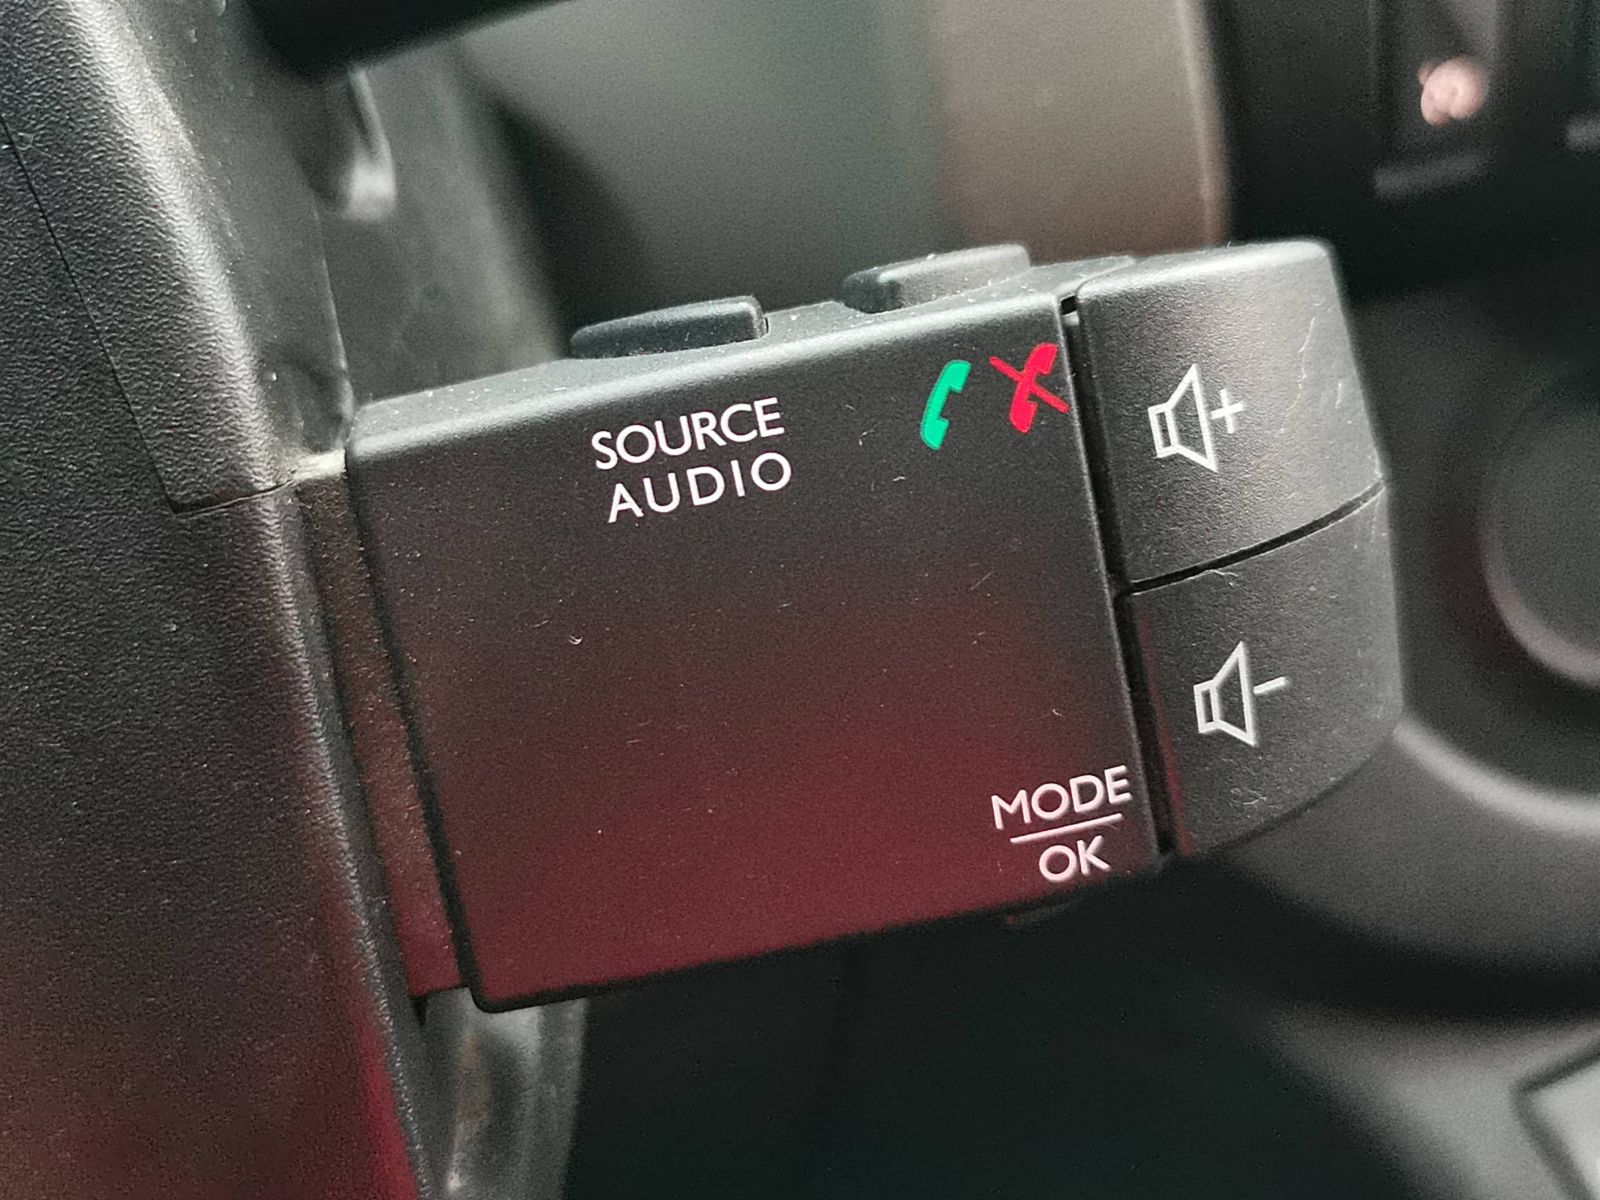 SOURCE
AUDIO
+
-
MODE
OK